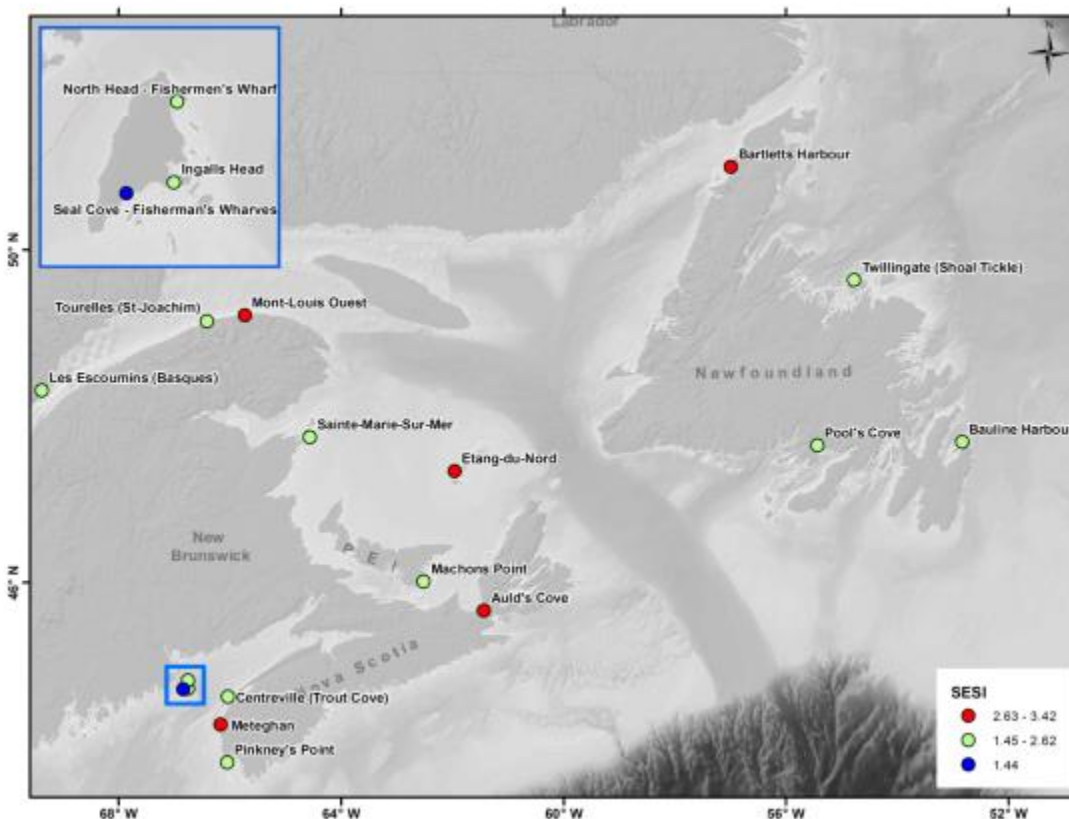 Labrador
N
North Head - Fishermen's Wharf
Ingalls Head
Seal Cove - Fisherman's Wharves
Bartletts Harbour
50° N
Twillingate (Shoal Tickle)
Tourelles (St-Joachim)
Mont-Louis Ouest
Newfoundland
Les Escoumins (Basques)
Sainte-Marie-Sur-Mer
Pool's Cove
Bauline Harbour
Etang-du-Nord
New
Brunswick
PEI
Machons Point
46° N
Auld's Cove
Nova Scotia
Centreville (Trout Cove)
Meteghan
Pinkney's Point
SESI
2.63 - 3.42
1.45 - 2.62
1.44
68° W
64° W
60° W
56° W
52° W